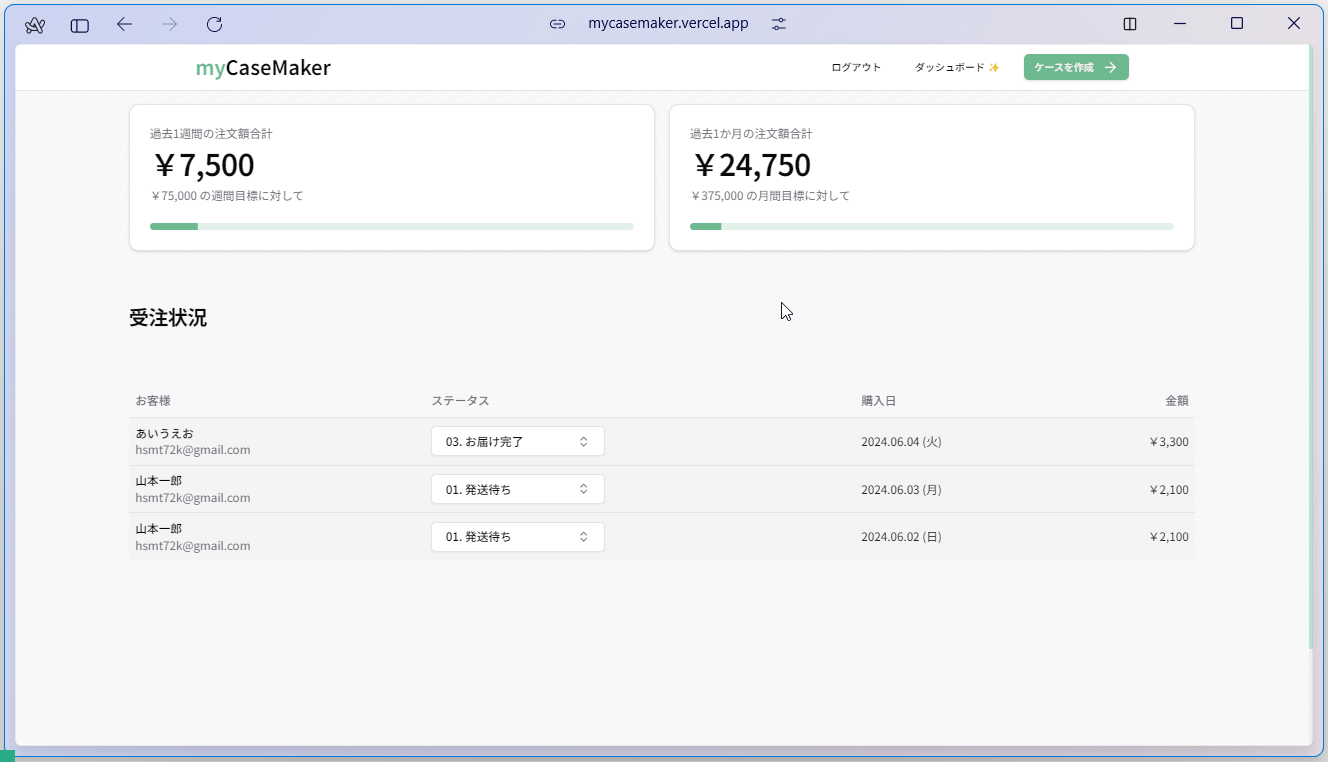 mycasemaker.vercel.app
myCaseMaker
ログアウト
ダッシュボード ✨
ケースを作成 →
過去1週間の注文額合計
￥7,500
￥75,000 の週間目標に対して
過去1か月の注文額合計
￥24,750
￥375,000 の月間目標に対して
受注状況
お客様 ステータス 購入日 金額
あいうえお
hsmt72k@gmail.com
03. お届け完了
2024.06.04 (火)
￥3,300
山本一郎
hsmt72k@gmail.com
01. 発送待ち
2024.06.03 (月)
￥2,100
山本一郎
hsmt72k@gmail.com
01. 発送待ち
2024.06.02 (日)
￥2,100